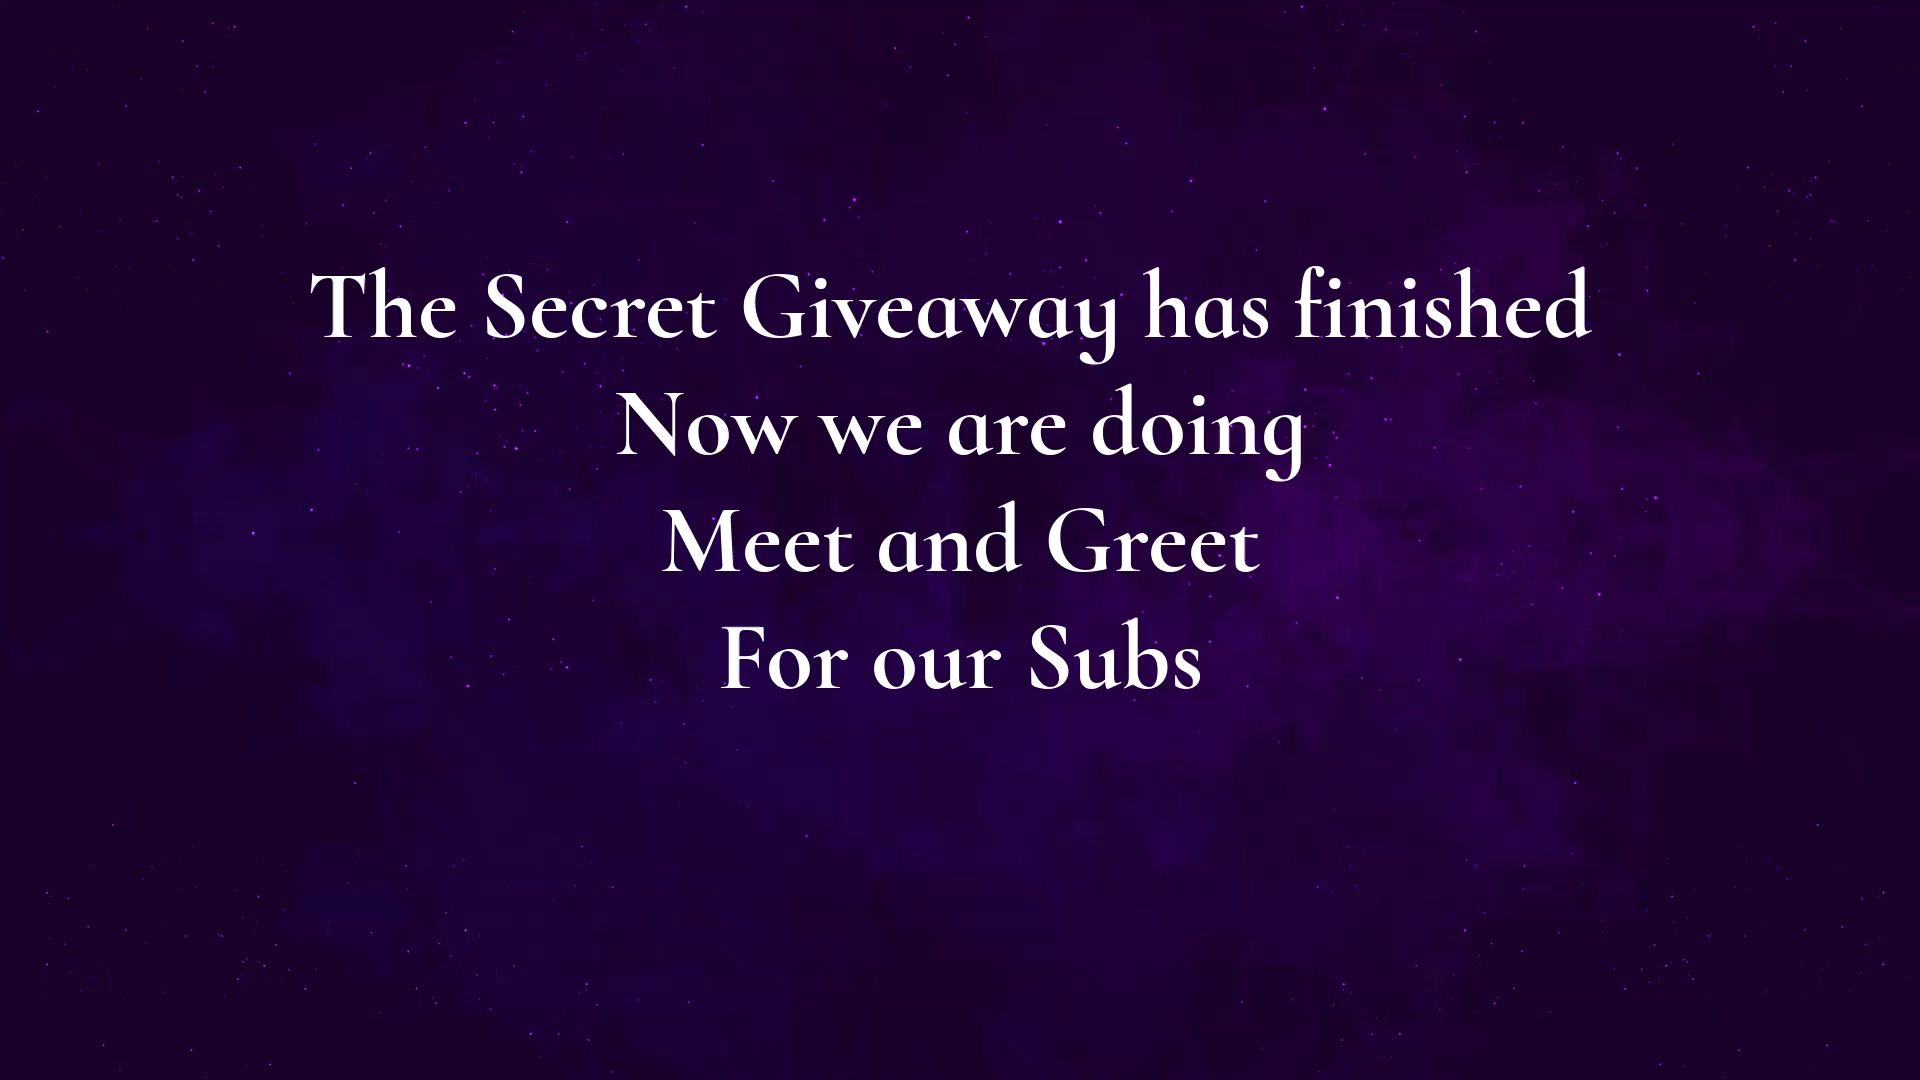 The Secret Giveaway has finished
Now we are doing
Meet and Greet
For our Subs